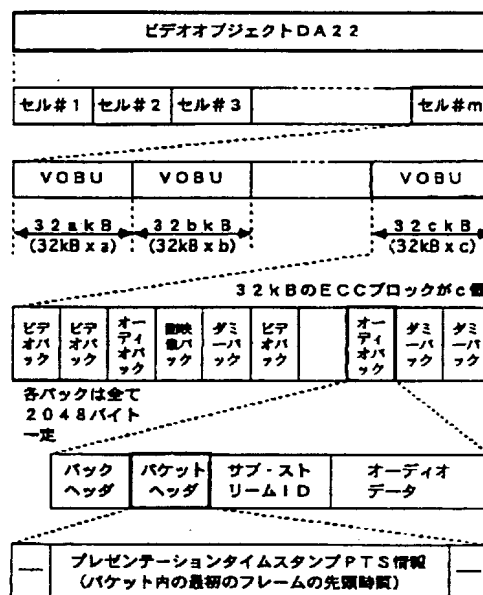 ビデオオブジェクトDA22
セル#1 セル#2 セル#3 セル#m
VOBU VOBU VOBU
32akB 32bkB 32ckB
(32kB x a) (32kB x b) (32kB x c)
32kBのECCブロックがc個
ビデオパック ビデオパック オーディオパック 副映像パック ダミーパック ビデオパック オーディオパック ダミーパック ダミーパック
各パックは全て
2048バイト
一定
パックヘッダ パケットヘッダ サブ・ストリームID オーディオデータ
プレゼンテーションタイムスタンプPTS情報
(パケット内の最初のフレームの先頭時間)